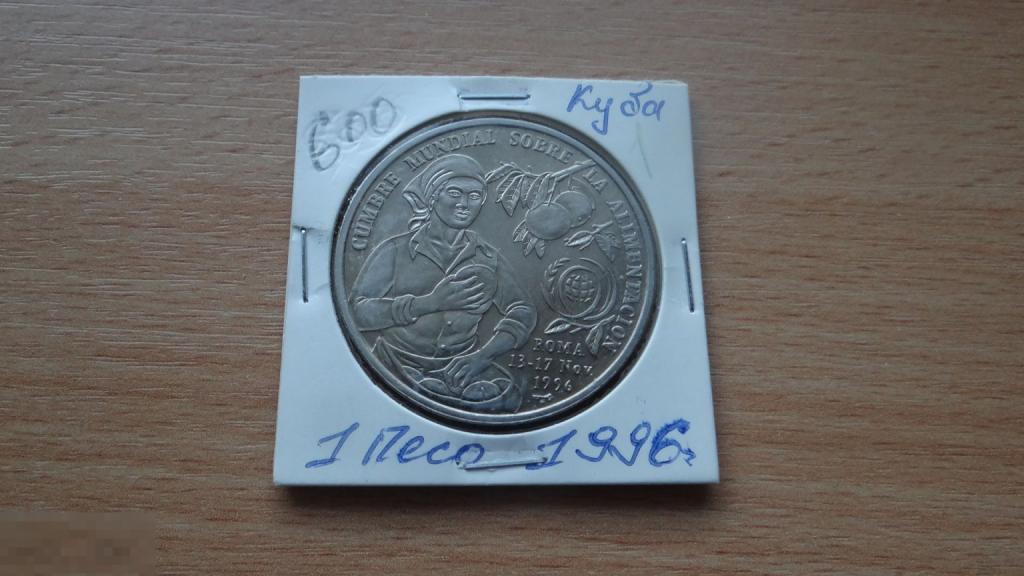 600
Куба
CUMBRE MUNDIAL SOBRE LA ALIMENTACION
ROMA
13-17 Nov.
1996
1 Песо 1996г